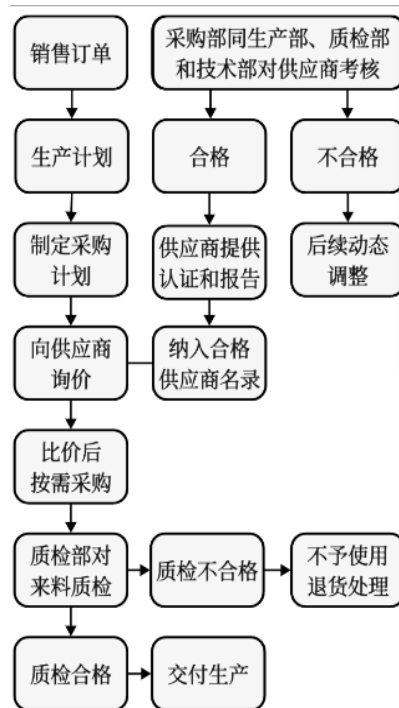 销售订单
采购部同生产部、质检部
和技术部对供应商考核
生产计划
合格
不合格
制定采购
计划
供应商提供
认证和报告
后续动态
调整
向供应商
询价
纳入合格
供应商名录
比价后
按需采购
质检部对
来料质检
质检不合格
不予使用
退货处理
质检合格
交付生产